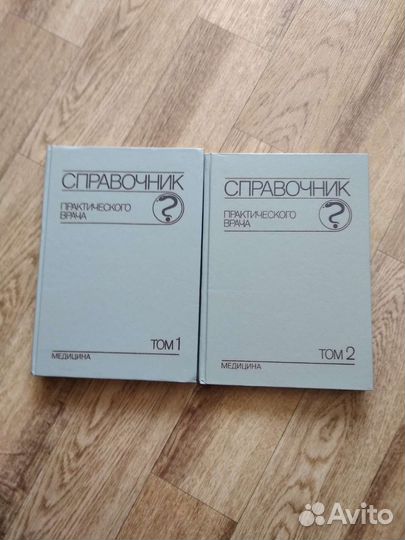 СПРАВОЧНИК
ПРАКТИЧЕСКОГО
ВРАЧА
?
ТОМ 1
МЕДИЦИНА
СПРАВОЧНИК
ПРАКТИЧЕСКОГО
ВРАЧА
?
ТОМ 2
МЕДИЦИНА
Avito